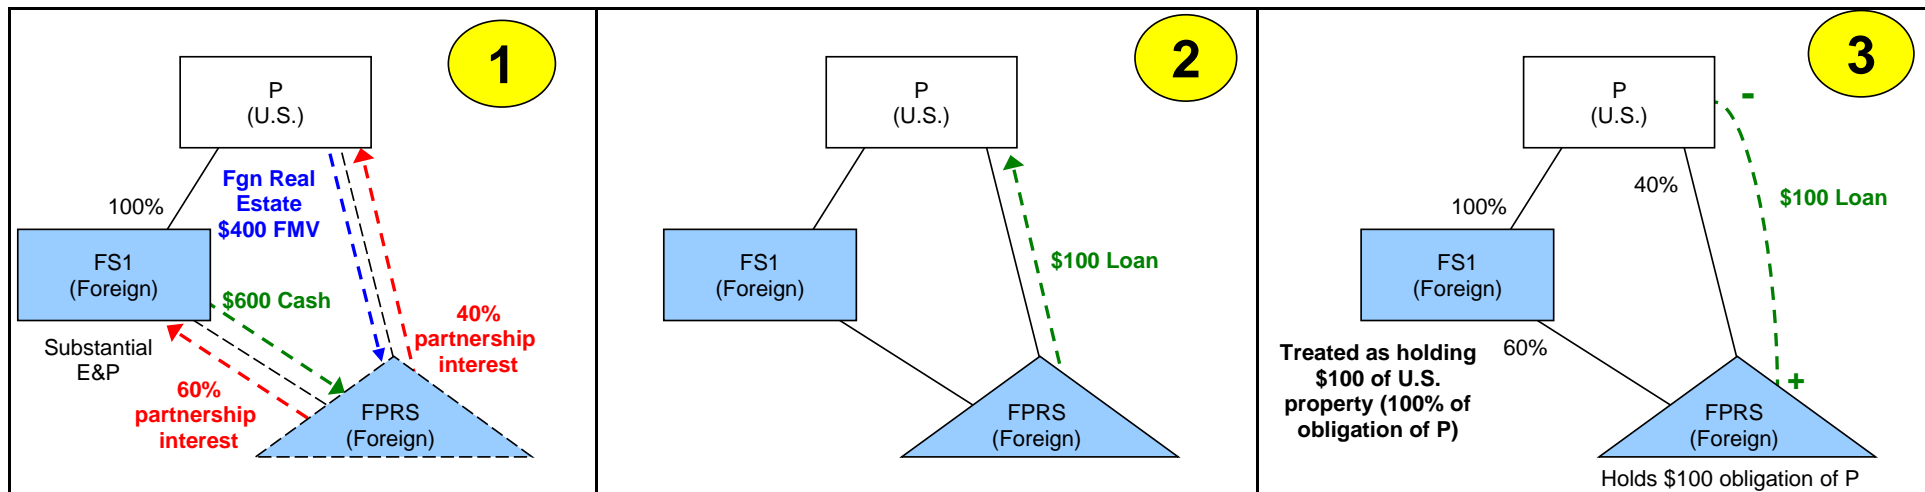 1
P
(U.S.)
Fgn Real
Estate
$400 FMV
100%
FS1
(Foreign)
$600 Cash
40%
partnership
interest
Substantial
E&P
60%
partnership
interest
FPRS
(Foreign)
2
P
(U.S.)
FS1
(Foreign)
$100 Loan
FPRS
(Foreign)
3
P
(U.S.)
-
40%
$100 Loan
100%
FS1
(Foreign)
60%
Treated as holding
$100 of U.S.
property (100% of
obligation of P)
+
FPRS
(Foreign)
Holds $100 obligation of P